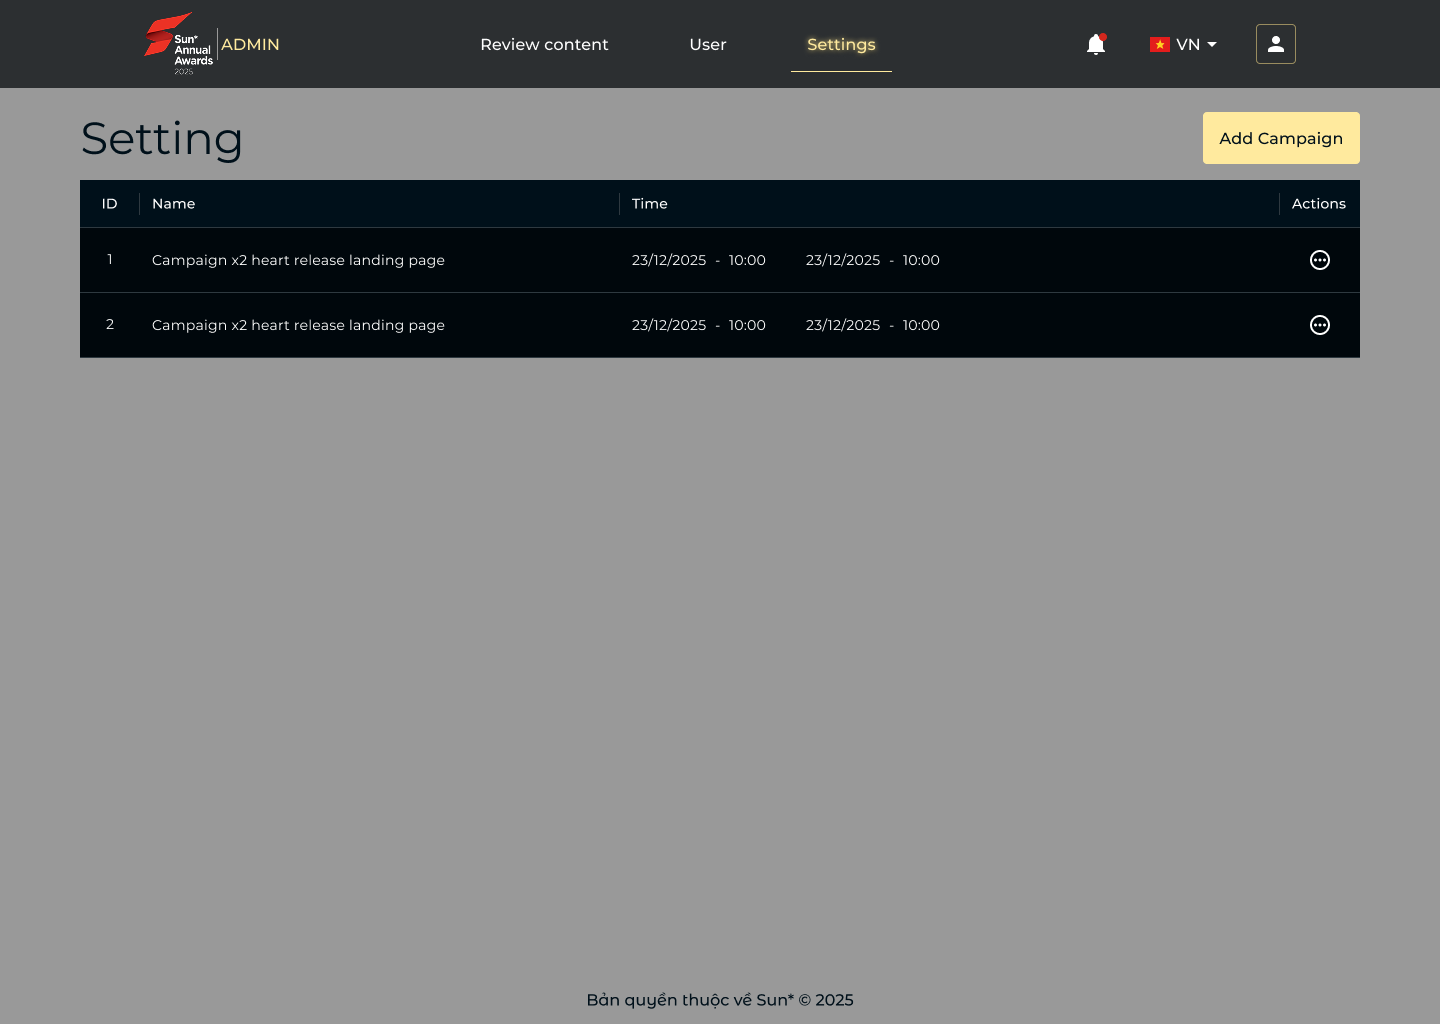 Sun*
Annual
Awards
2025
ADMIN
Review content
User
Settings
VN
Setting
Add Campaign
ID Name Time Actions
1 Campaign x2 heart release landing page 23/12/2025 - 10:00 23/12/2025 - 10:00
2 Campaign x2 heart release landing page 23/12/2025 - 10:00 23/12/2025 - 10:00
Bản quyền thuộc về Sun* © 2025